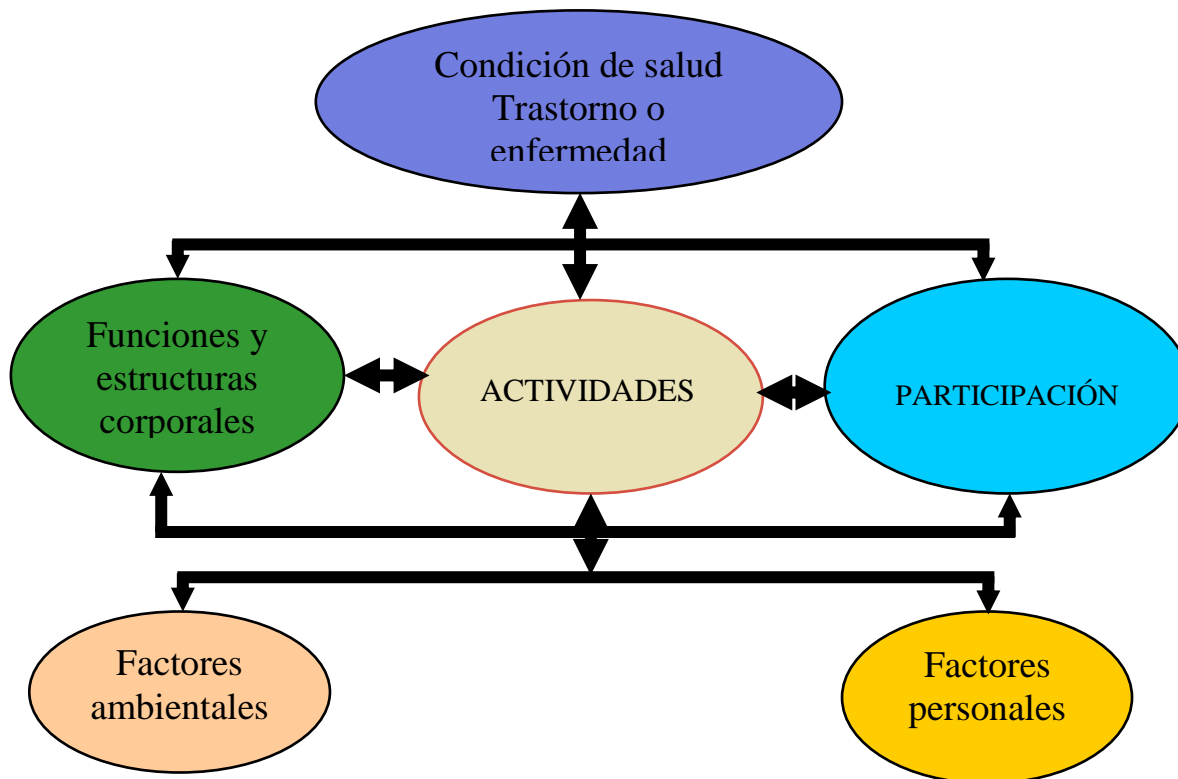 Condición de salud
Trastorno o
enfermedad
Funciones y
estructuras
corporales
ACTIVIDADES
PARTICIPACIÓN
Factores
ambientales
Factores
personales